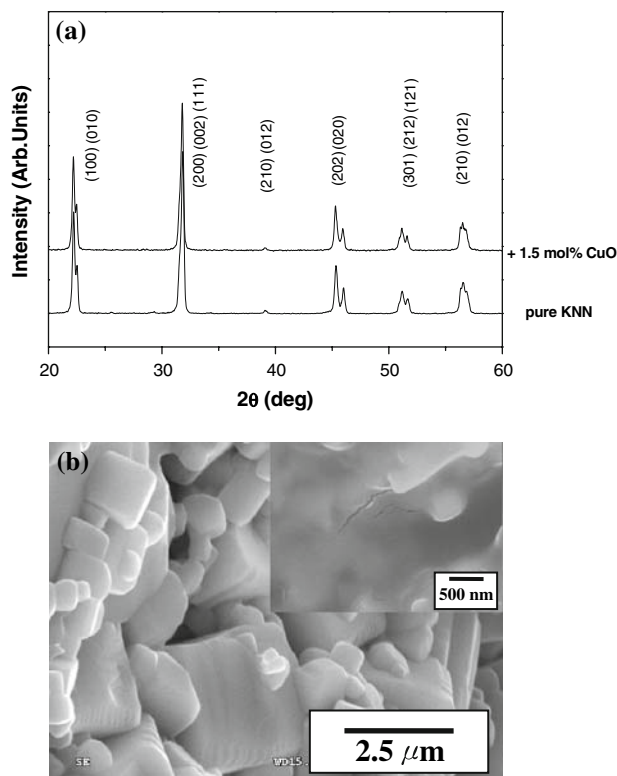 (a)
Intensity (Arb.Units)
(100) (010)
(200) (002) (111)
(210) (012)
(202) (020)
(301) (212) (121)
(210) (012)
+ 1.5 mol% CuO
pure KNN
20 30 40 50 60
2θ (deg)
(b)
500 nm
2.5 μm
SE WD15.